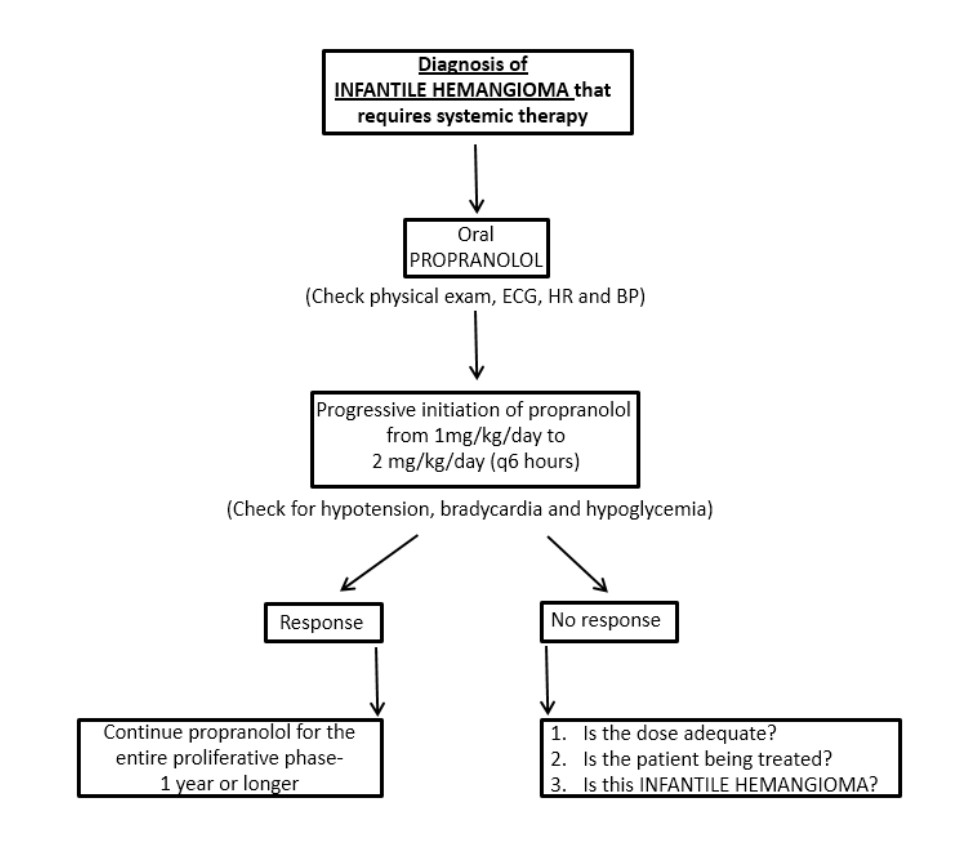 Diagnosis of
INFANTILE HEMANGIOMA that
requires systemic therapy
Oral
PROPRANOLOL
(Check physical exam, ECG, HR and BP)
Progressive initiation of propranolol
from 1mg/kg/day to
2 mg/kg/day (q6 hours)
(Check for hypotension, bradycardia and hypoglycemia)
Response
No response
Continue propranolol for the
entire proliferative phase-
1 year or longer
1. Is the dose adequate?
2. Is the patient being treated?
3. Is this INFANTILE HEMANGIOMA?